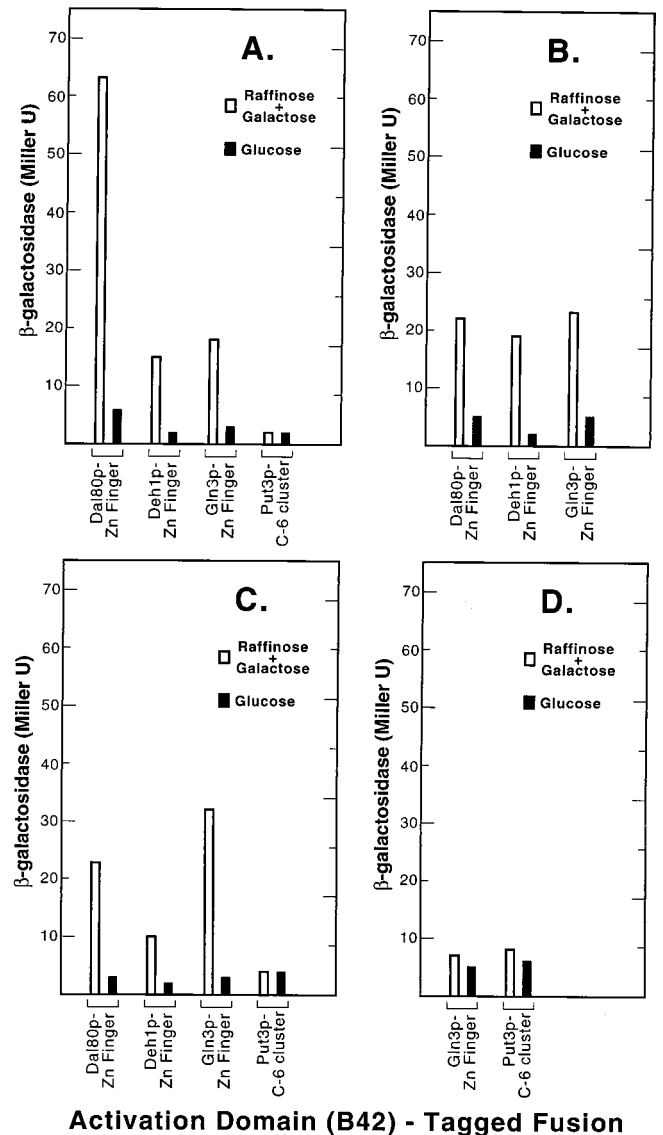 A.
β-galactosidase (Miller U)
70
60
50
40
30
20
10
Raffinose
+
Galactose
Glucose
Dal80p-
Zn Finger
Deh1p-
Zn Finger
Gln3p-
Zn Finger
Put3p-
C-6 cluster
B.
β-galactosidase (Miller U)
70
60
50
40
30
20
10
Raffinose
+
Galactose
Glucose
Dal80p-
Zn Finger
Deh1p-
Zn Finger
Gln3p-
Zn Finger
C.
β-galactosidase (Miller U)
70
60
50
40
30
20
10
Raffinose
+
Galactose
Glucose
Dal80p-
Zn Finger
Deh1p-
Zn Finger
Gln3p-
Zn Finger
Put3p-
C-6 cluster
D.
β-galactosidase (Miller U)
70
60
50
40
30
20
10
Raffinose
+
Galactose
Glucose
Gln3p-
Zn Finger
Put3p-
C-6 cluster
Activation Domain (B42) - Tagged Fusion